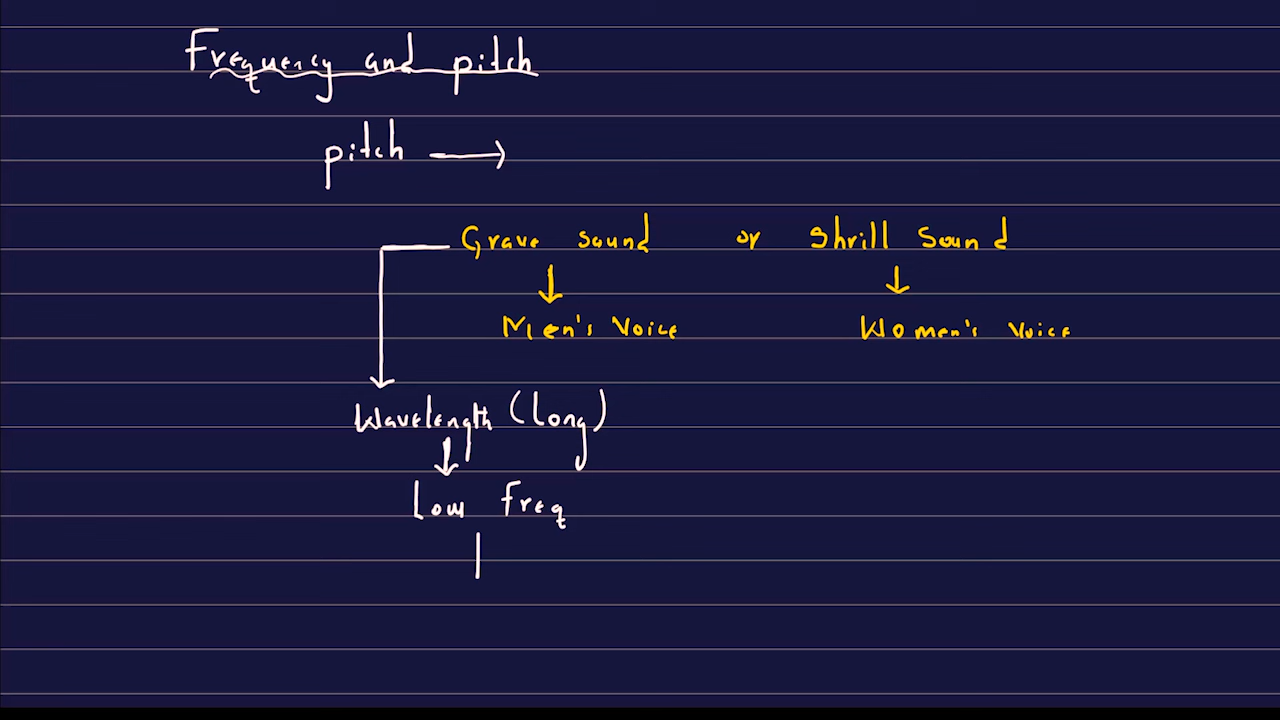 Frequency and pitch
pitch →
Grave sound or Shrill Sound
Men's Voice Women's Voice
Wavelength (Long)
Low freq